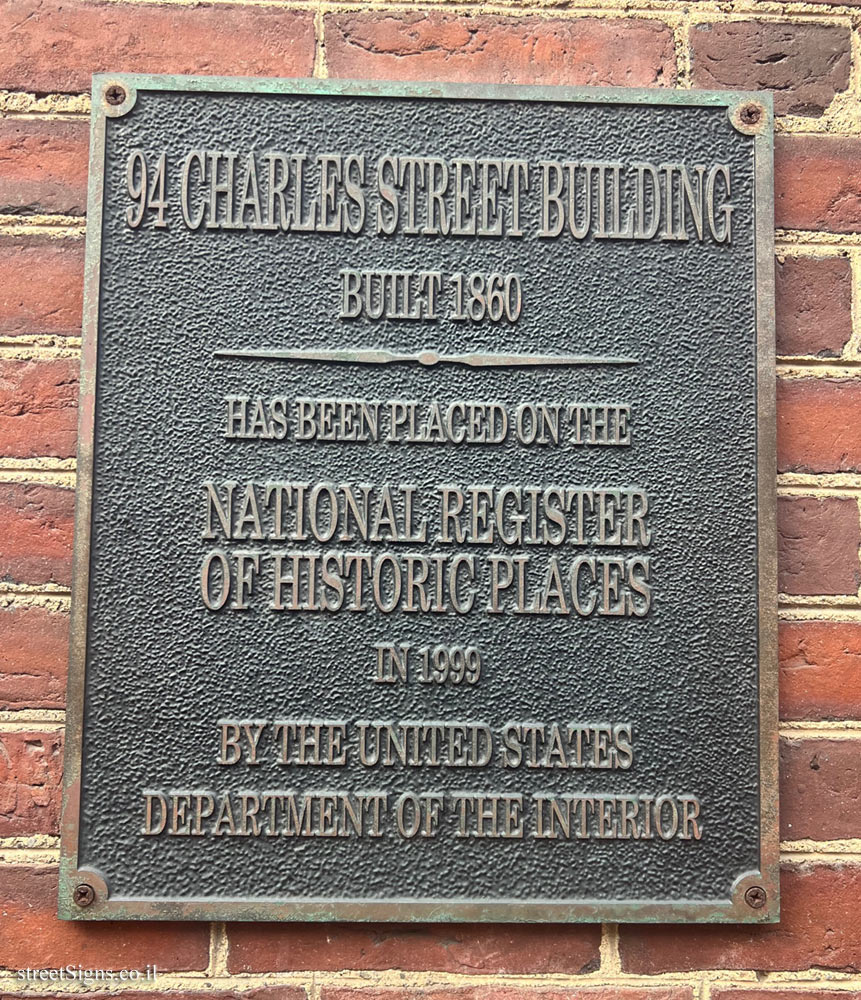 94 CHARLES STREET BUILDING
BUILT 1860
HAS BEEN PLACED ON THE
NATIONAL REGISTER
OF HISTORIC PLACES
IN 1999
BY THE UNITED STATES
DEPARTMENT OF THE INTERIOR
streetSigns.co.il